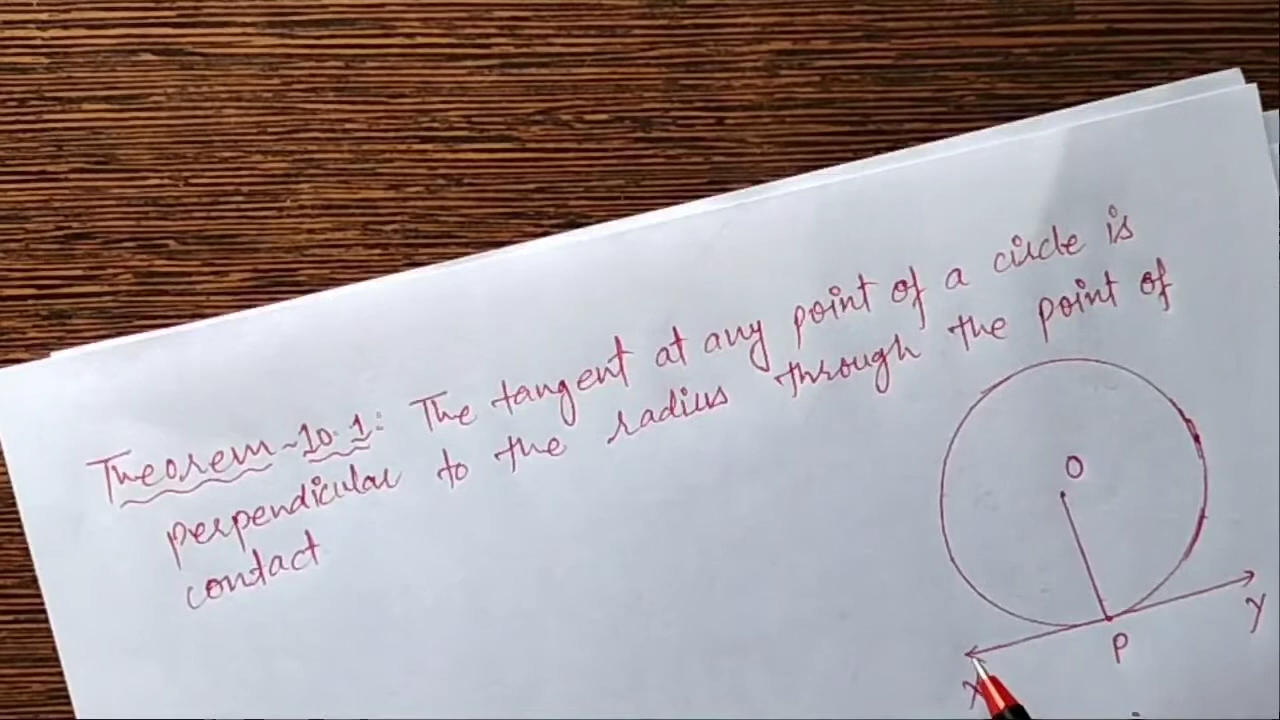 Theorem-10.1: The tangent at any point of a circle is
perpendicular to the radius through the point of
contact
O
P
X
y